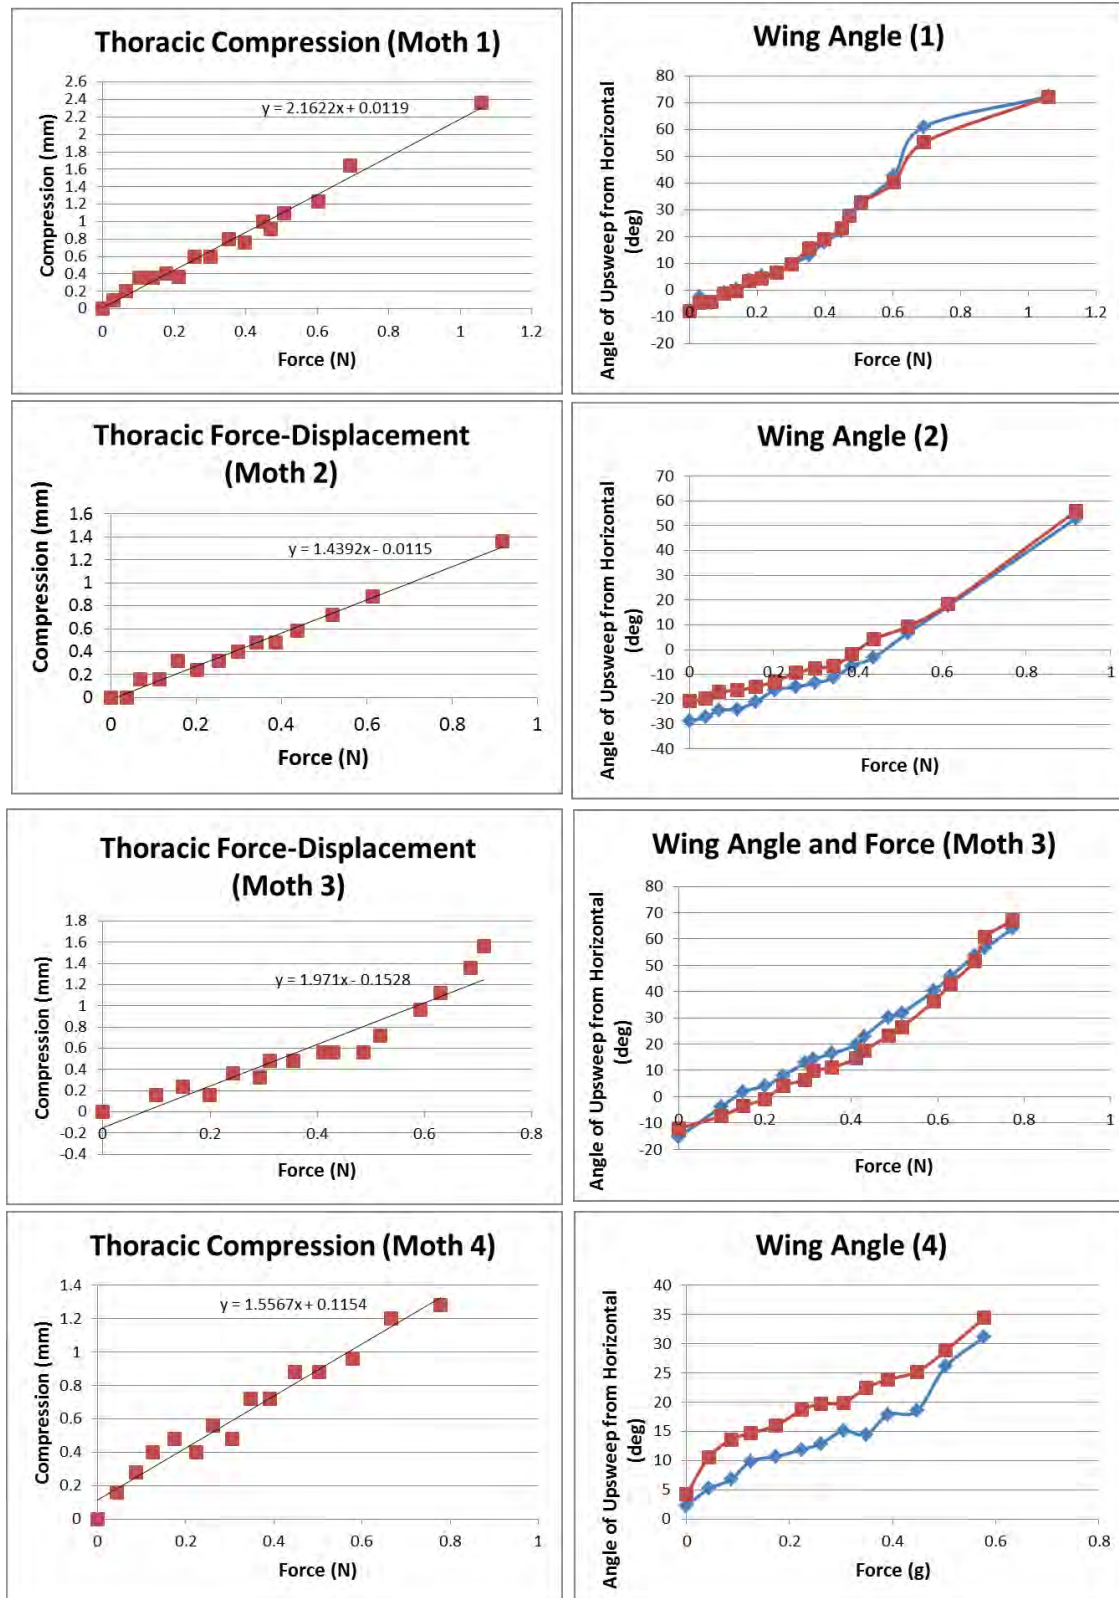 Thoracic Compression (Moth 1)
Compression (mm)
2.6
2.4
2.2
2
1.8
1.6
1.4
1.2
1
0.8
0.6
0.4
0.2
0
y = 2.1622x + 0.0119
0 0.2 0.4 0.6 0.8 1 1.2
Force (N)
Wing Angle (1)
Angle of Upsweep from Horizontal
(deg)
80
70
60
50
40
30
20
10
0
-10
-20
0 0.2 0.4 0.6 0.8 1 1.2
Force (N)
Thoracic Force-Displacement
(Moth 2)
Compression (mm)
1.6
1.4
1.2
1
0.8
0.6
0.4
0.2
0
y = 1.4392x - 0.0115
0 0.2 0.4 0.6 0.8 1
Force (N)
Wing Angle (2)
Angle of Upsweep from Horizontal
(deg)
70
60
50
40
30
20
10
0
-10
-20
-30
-40
0 0.2 0.4 0.6 0.8 1
Force (N)
Thoracic Force-Displacement
(Moth 3)
Compression (mm)
1.8
1.6
1.4
1.2
1
0.8
0.6
0.4
0.2
0
-0.2
-0.4
y = 1.971x - 0.1528
0 0.2 0.4 0.6 0.8
Force (N)
Wing Angle and Force (Moth 3)
Angle of Upsweep from Horizontal
(deg)
80
70
60
50
40
30
20
10
0
-10
-20
0 0.2 0.4 0.6 0.8 1
Force (N)
Thoracic Compression (Moth 4)
Compression (mm)
1.4
1.2
1
0.8
0.6
0.4
0.2
0
y = 1.5567x + 0.1154
0 0.2 0.4 0.6 0.8 1
Force (N)
Wing Angle (4)
Angle of Upsweep from Horizontal
(deg)
40
35
30
25
20
15
10
5
0
0 0.2 0.4 0.6 0.8
Force (g)